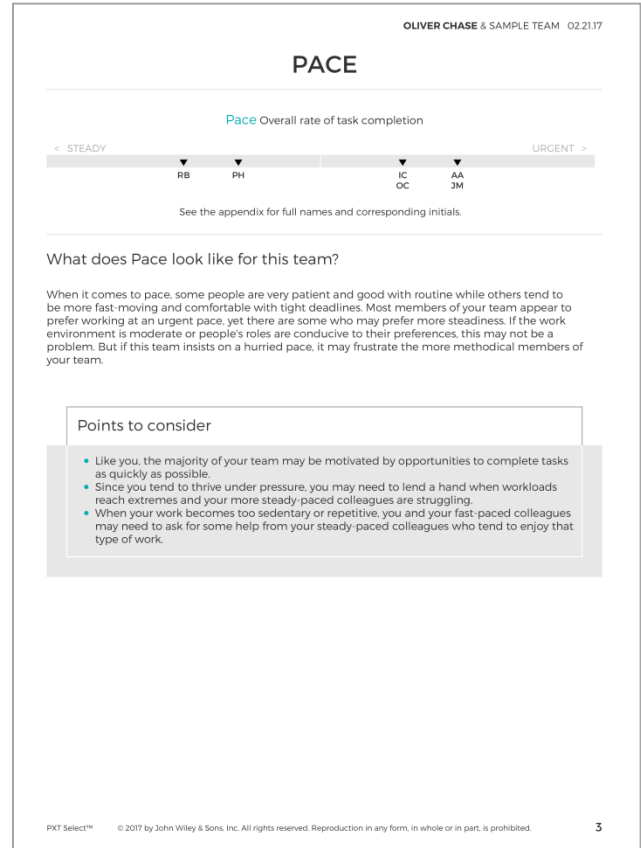 OLIVER CHASE & SAMPLE TEAM 02.21.17
PACE
Pace Overall rate of task completion
< STEADY URGENT >
RB PH IC AA
OC JM
See the appendix for full names and corresponding initials.
What does Pace look like for this team?
When it comes to pace, some people are very patient and good with routine while others tend to
be more fast-moving and comfortable with tight deadlines. Most members of your team appear to
prefer working at an urgent pace, yet there are some who may prefer more steadiness. If the work
environment is moderate or people's roles are conducive to their preferences, this may not be a
problem. But if this team insists on a hurried pace, it may frustrate the more methodical members of
your team.
Points to consider
• Like you, the majority of your team may be motivated by opportunities to complete tasks
as quickly as possible.
• Since you tend to thrive under pressure, you may need to lend a hand when workloads
reach extremes and your more steady-paced colleagues are struggling.
• When your work becomes too sedentary or repetitive, you and your fast-paced colleagues
may need to ask for some help from your steady-paced colleagues who tend to enjoy that
type of work.
PXT Select™ © 2017 by John Wiley & Sons, Inc. All rights reserved. Reproduction in any form, in whole or in part, is prohibited. 3